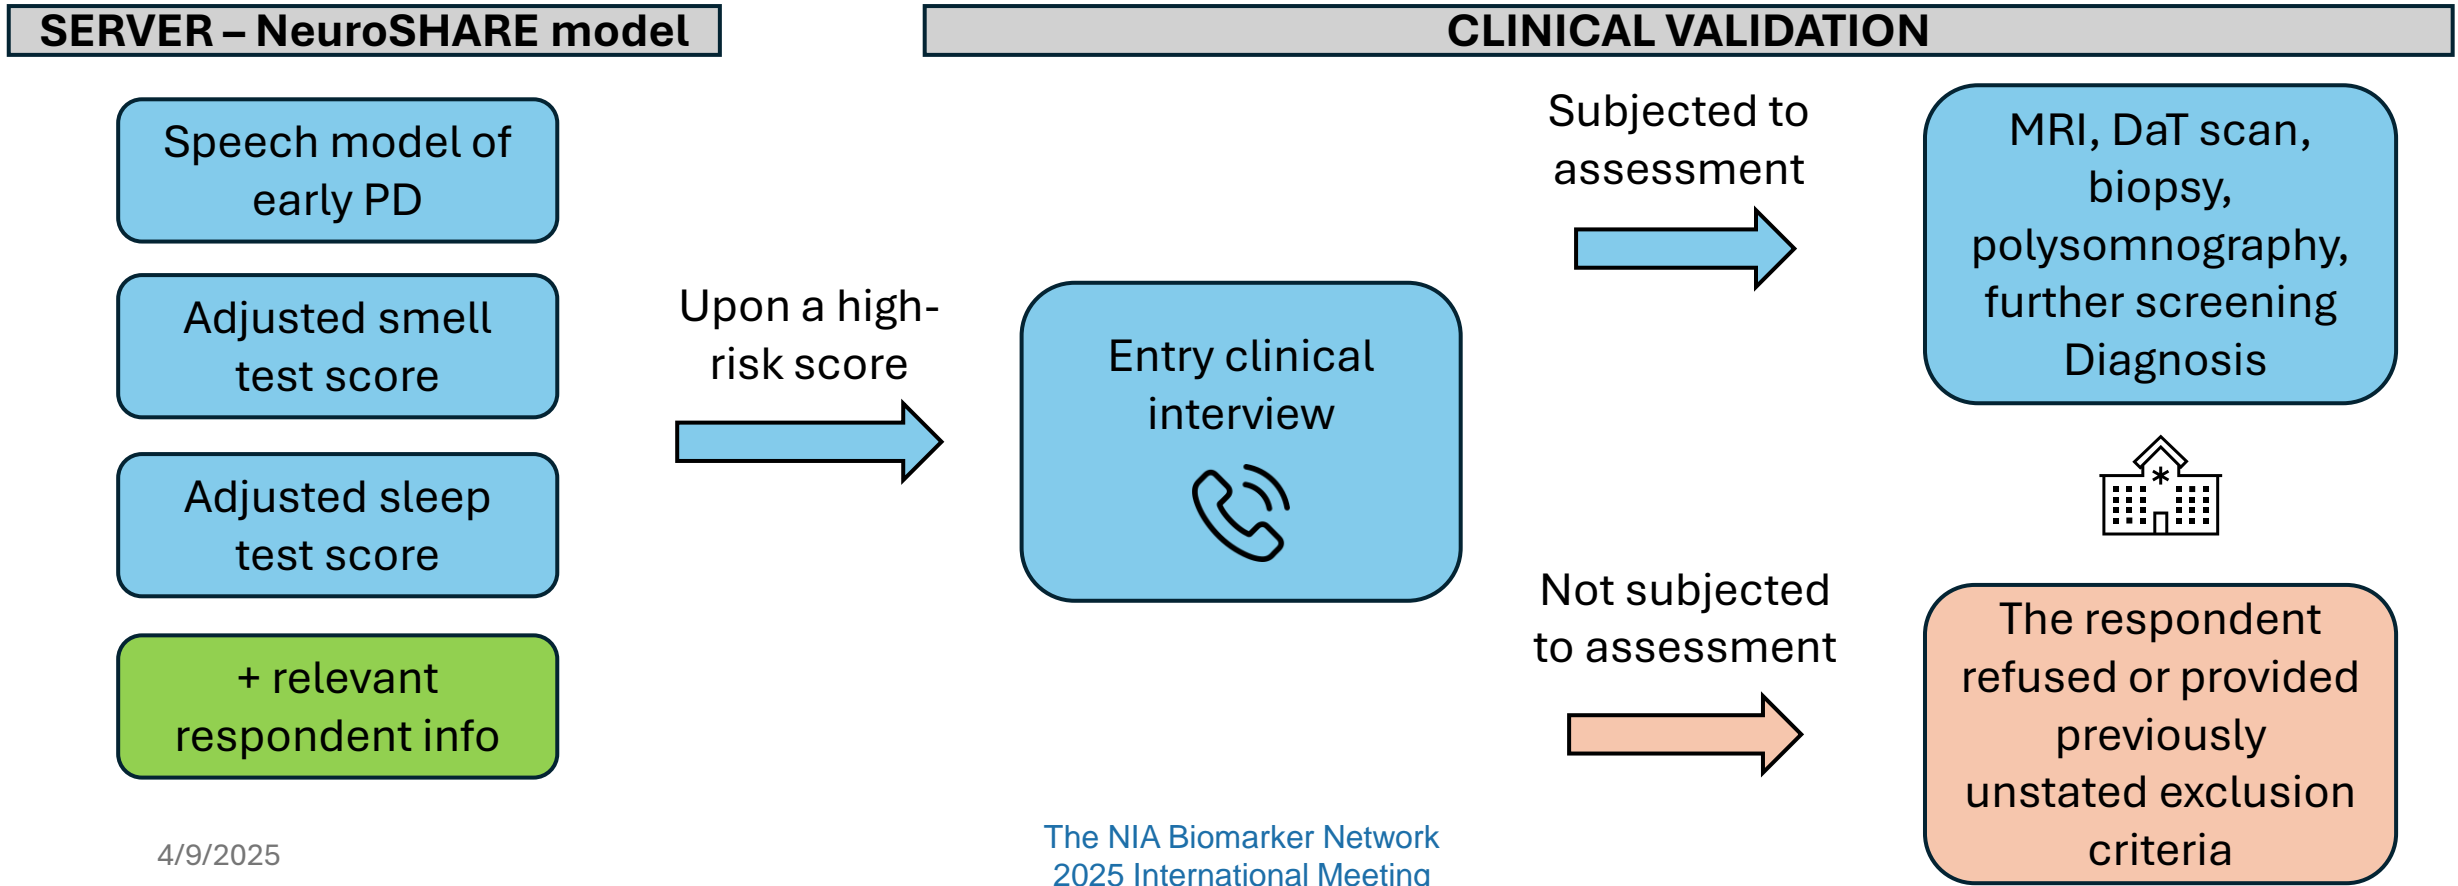 SERVER – NeuroSHARE model
CLINICAL VALIDATION
Speech model of
early PD
Adjusted smell
test score
Adjusted sleep
test score
+ relevant
respondent info
Upon a high-
risk score
Entry clinical
interview
Subjected to
assessment
MRI, DaT scan,
biopsy,
polysomnography,
further screening
Diagnosis
Not subjected
to assessment
The respondent
refused or provided
previously
unstated exclusion
criteria
4/9/2025
The NIA Biomarker Network
2025 International Meeting